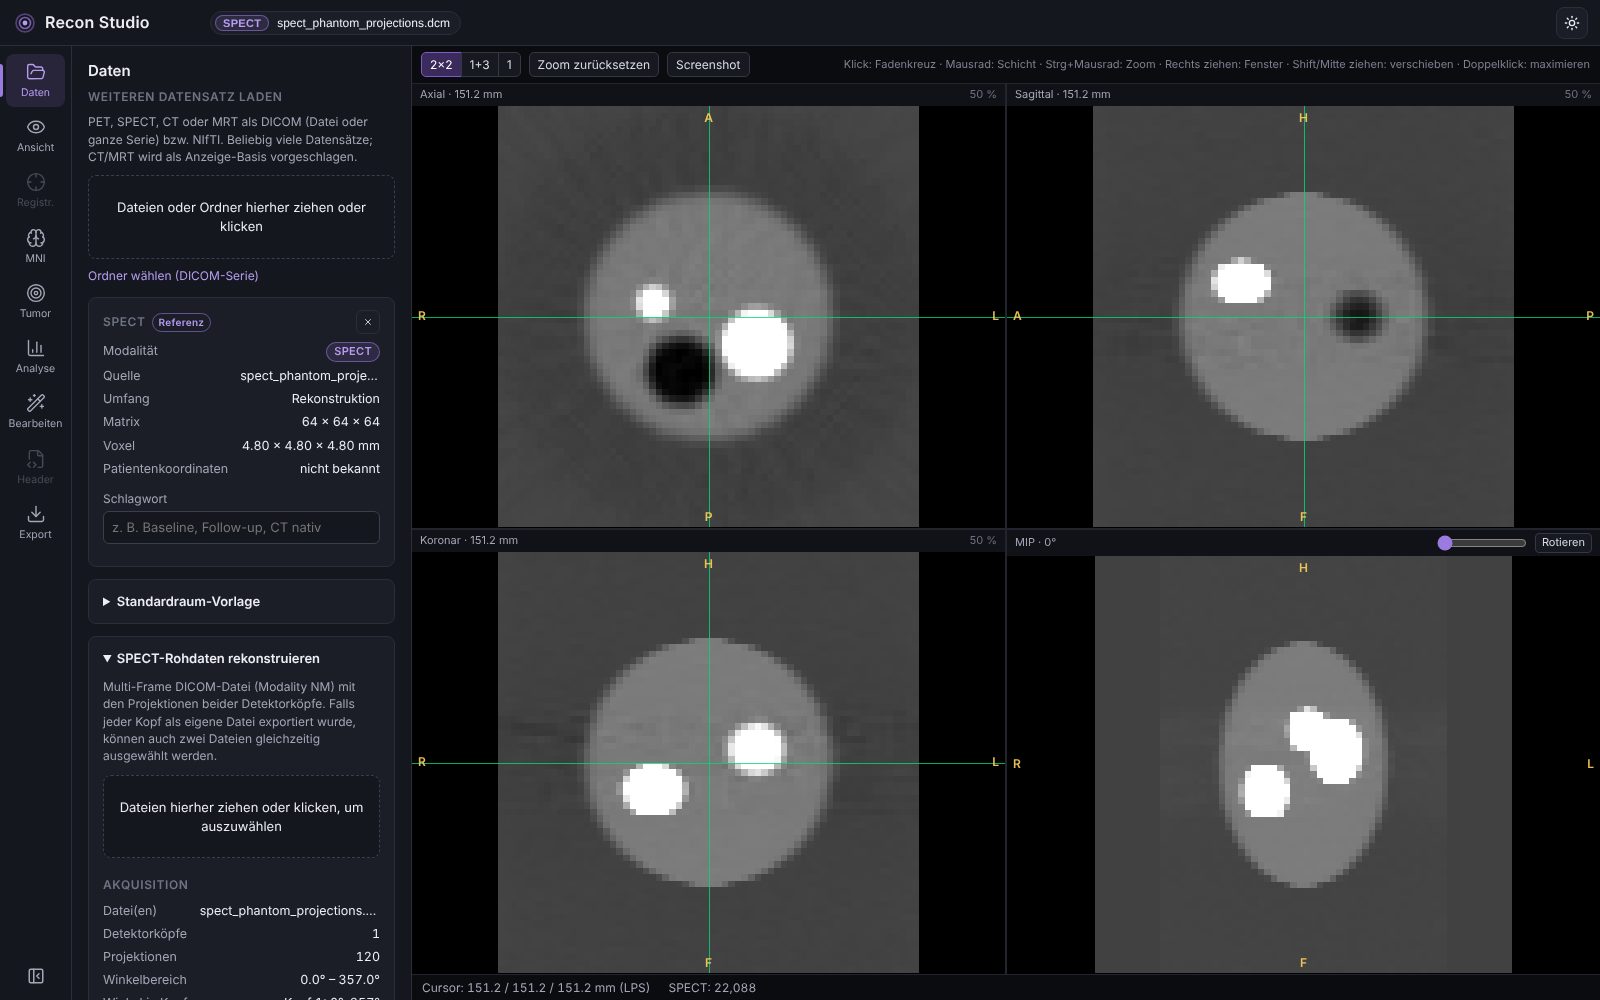 Recon Studio
SPECT spect_phantom_projections.dcm
Daten
Ansicht
Registr.
MNI
Tumor
Analyse
Bearbeiten
Header
Export
Daten
WEITEREN DATENSATZ LADEN
PET, SPECT, CT oder MRT als DICOM (Datei oder
ganze Serie) bzw. NIfTI. Beliebig viele Datensätze;
CT/MRT wird als Anzeige-Basis vorgeschlagen.
Dateien oder Ordner hierher ziehen oder
klicken
Ordner wählen (DICOM-Serie)
SPECT Referenz ×
Modalität SPECT
Quelle spect_phantom_proje...
Umfang Rekonstruktion
Matrix 64 × 64 × 64
Voxel 4.80 × 4.80 × 4.80 mm
Patientenkoordinaten nicht bekannt
Schlagwort
z. B. Baseline, Follow-up, CT nativ
Standardraum-Vorlage
SPECT-Rohdaten rekonstruieren
Multi-Frame DICOM-Datei (Modality NM) mit
den Projektionen beider Detektorköpfe. Falls
jeder Kopf als eigene Datei exportiert wurde,
können auch zwei Dateien gleichzeitig
ausgewählt werden.
Dateien hierher ziehen oder klicken, um
auszuwählen
AKQUISITION
Datei(en) spect_phantom_projections....
Detektorköpfe 1
Projektionen 120
Winkelbereich 0.0° – 357.0°
2×2 1+3 1 Zoom zurücksetzen Screenshot
Klick: Fadenkreuz · Mausrad: Schicht · Strg+Mausrad: Zoom · Rechts ziehen: Fenster · Shift/Mitte ziehen: verschieben · Doppelklick: maximieren
Axial · 151.2 mm 50 %
A
R L
P
Sagittal · 151.2 mm 50 %
H
A P
F
Koronar · 151.2 mm 50 %
H
R L
F
MIP · 0° Rotieren
H
R L
F
Cursor: 151.2 / 151.2 / 151.2 mm (LPS) SPECT: 22,088